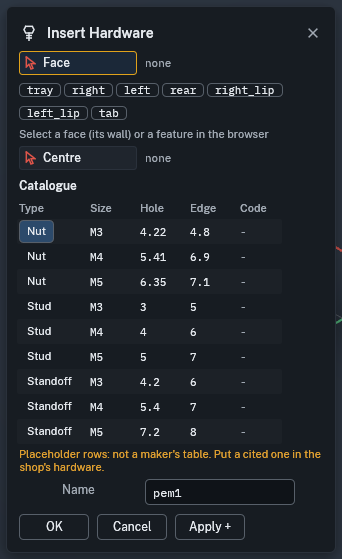 Insert Hardware
Face none
tray right left rear right_lip
left_lip tab
Select a face (its wall) or a feature in the browser
Centre none
Catalogue
Type Size Hole Edge Code
Nut M3 4.22 4.8 -
Nut M4 5.41 6.9 -
Nut M5 6.35 7.1 -
Stud M3 3 5 -
Stud M4 4 6 -
Stud M5 5 7 -
Standoff M3 4.2 6 -
Standoff M4 5.4 7 -
Standoff M5 7.2 8 -
Placeholder rows: not a maker's table. Put a cited one in the
shop's hardware.
Name pem1
OK Cancel Apply +